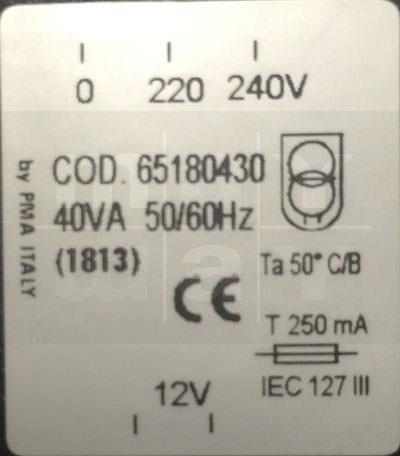 0 220 240V
by PMA ITALY
COD. 65180430
40VA 50/60Hz
(1813)
Ta 50° C/B
CE
T 250 mA
IEC 127 III
12V